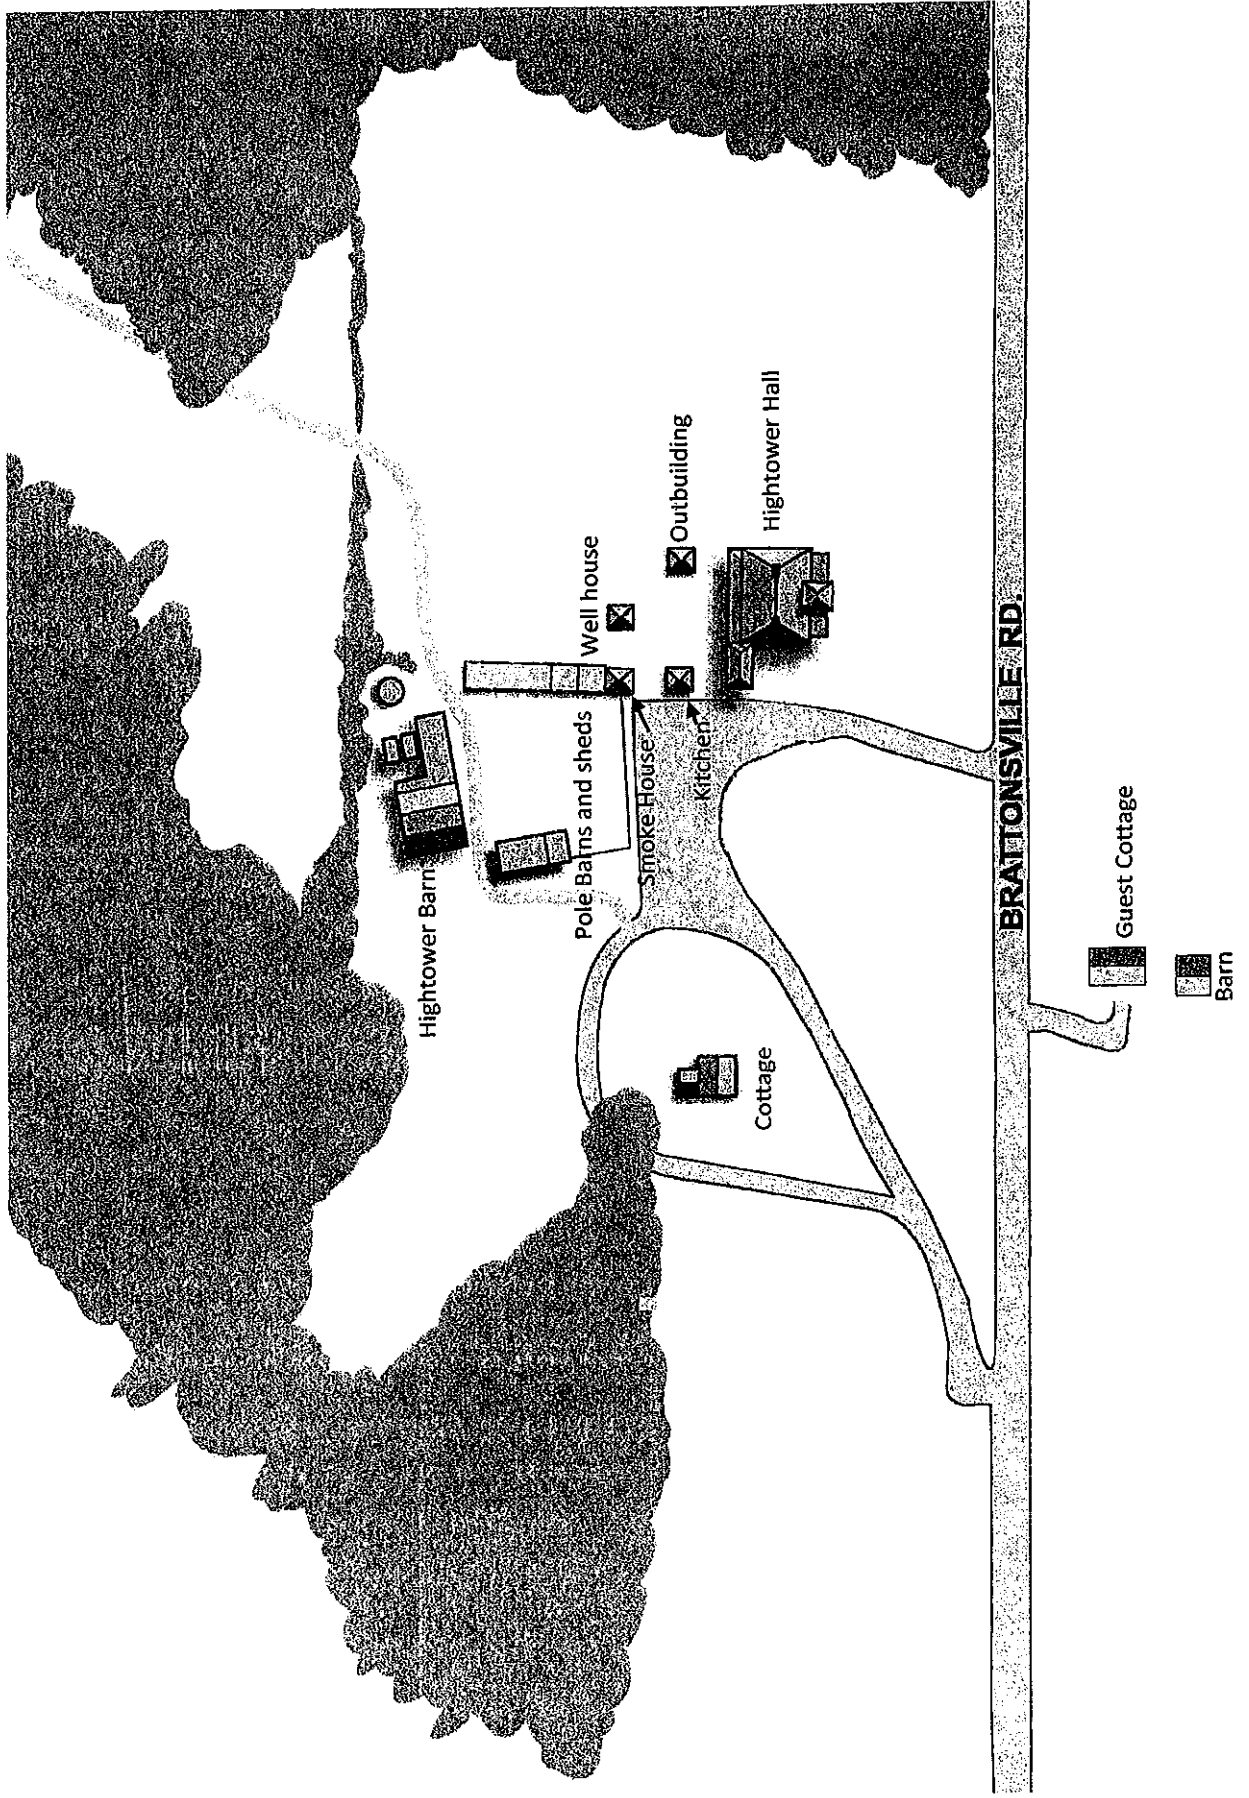 Hightower Barn
Pole Barns and sheds
Well house
Smoke House
Kitchen
Outbuilding
Hightower Hall
Cottage
BRATTONSVILLE RD.
Guest Cottage
Barn